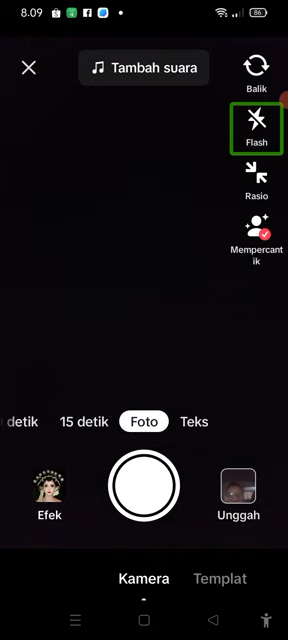 8.09
86
Tambah suara
Balik
Flash
Rasio
Mempercant
ik
detik
15 detik
Foto
Teks
Efek
Unggah
Kamera
Templat